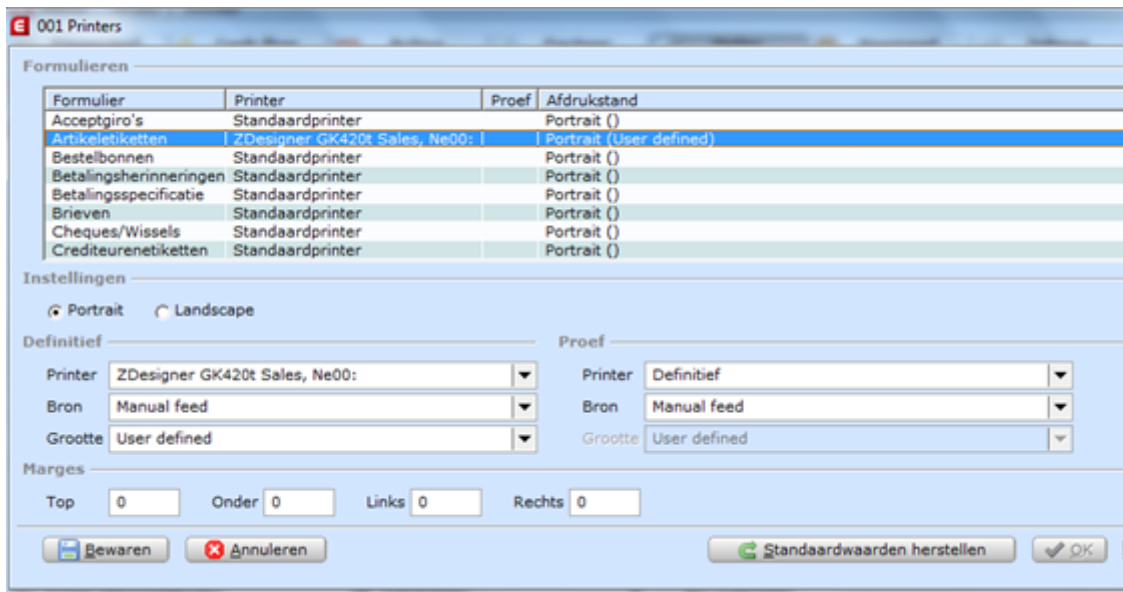 E 001 Printers
Formulieren
Formulier Printer Proef Afdrukstand
Acceptgiro's Standaardprinter Portrait ()
Artikeletiketten ZDesigner GK420t Sales, Ne00: Portrait (User defined)
Bestelbonnen Standaardprinter Portrait ()
Betalingsherinneringen Standaardprinter Portrait ()
Betalingsspecificatie Standaardprinter Portrait ()
Brieven Standaardprinter Portrait ()
Cheques/Wissels Standaardprinter Portrait ()
Crediteurenetiketten Standaardprinter Portrait ()
Instellingen
Portrait Landscape
Definitief Proef
Printer ZDesigner GK420t Sales, Ne00: Printer Definitief
Bron Manual feed Bron Manual feed
Grootte User defined Grootte User defined
Marges
Top 0 Onder 0 Links 0 Rechts 0
Bewaren Annuleren Standaardwaarden herstellen OK